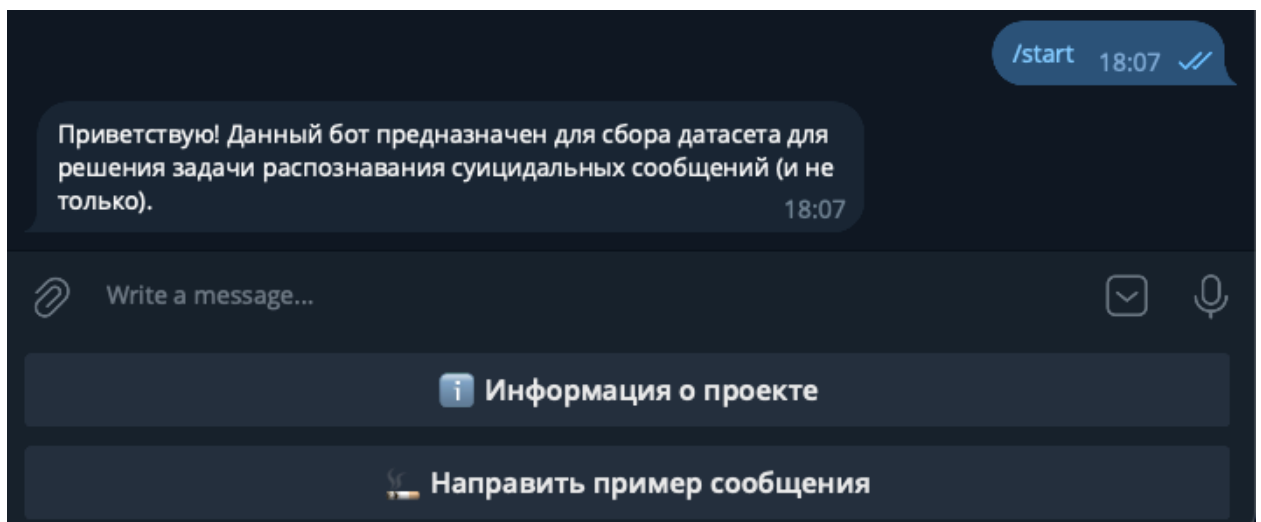 /start 18:07
Приветствую! Данный бот предназначен для сбора датасета для
решения задачи распознавания суицидальных сообщений (и не
только).
18:07
Write a message...
Информация о проекте
Направить пример сообщения